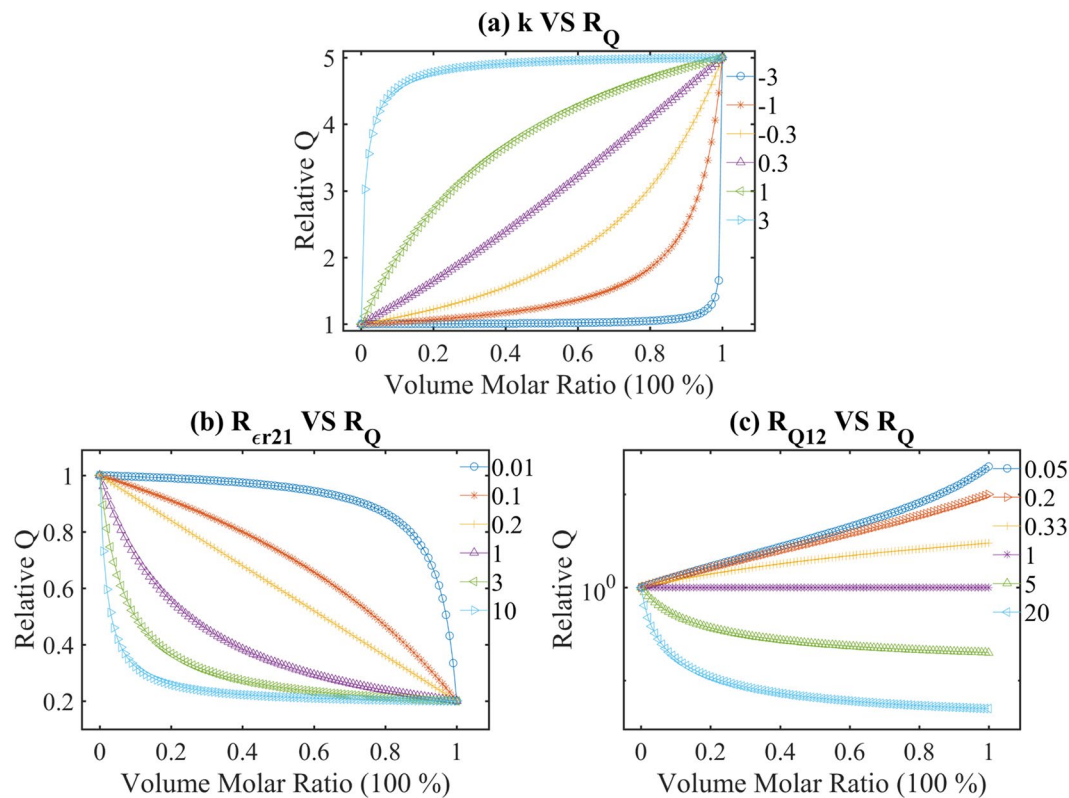 (a) k VS R_Q
5
4
3
2
1
Relative Q
0 0.2 0.4 0.6 0.8 1
Volume Molar Ratio (100 %)
-3
-1
-0.3
0.3
1
3
(b) R_ϵr21 VS R_Q
1
0.8
0.6
0.4
0.2
Relative Q
0 0.2 0.4 0.6 0.8 1
Volume Molar Ratio (100 %)
0.01
0.1
0.2
1
3
10
(c) R_Q12 VS R_Q
10^0
Relative Q
0 0.2 0.4 0.6 0.8 1
Volume Molar Ratio (100 %)
0.05
0.2
0.33
1
5
20